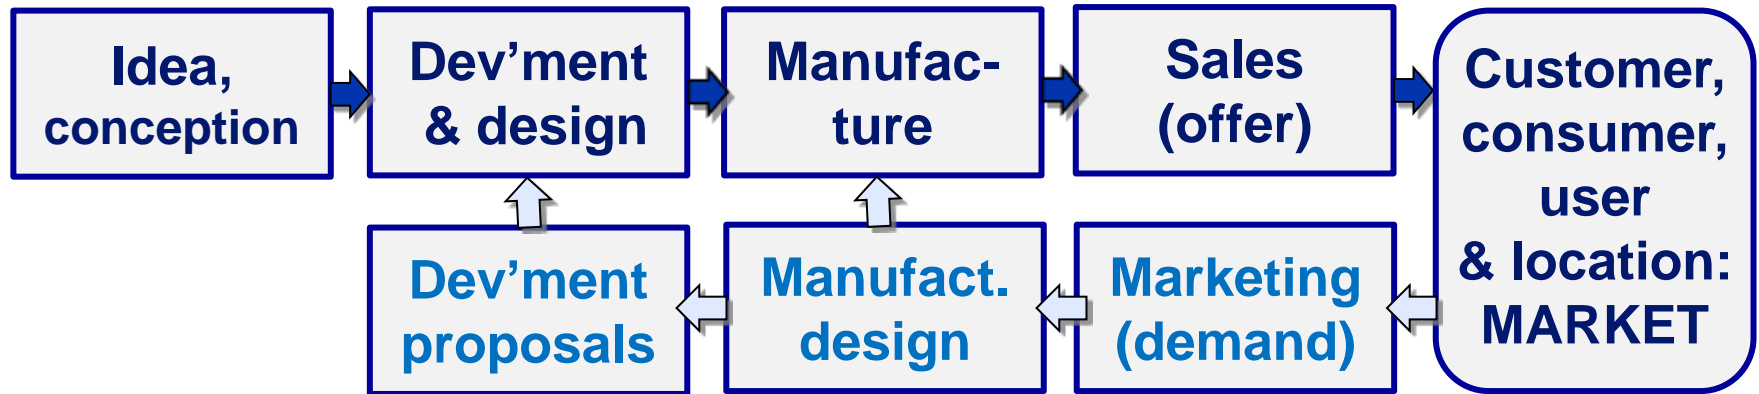 Idea,
conception
Dev’ment
& design
Manufac-
ture
Sales
(offer)
Customer,
consumer,
user
& location:
MARKET
Dev’ment
proposals
Manufact.
design
Marketing
(demand)